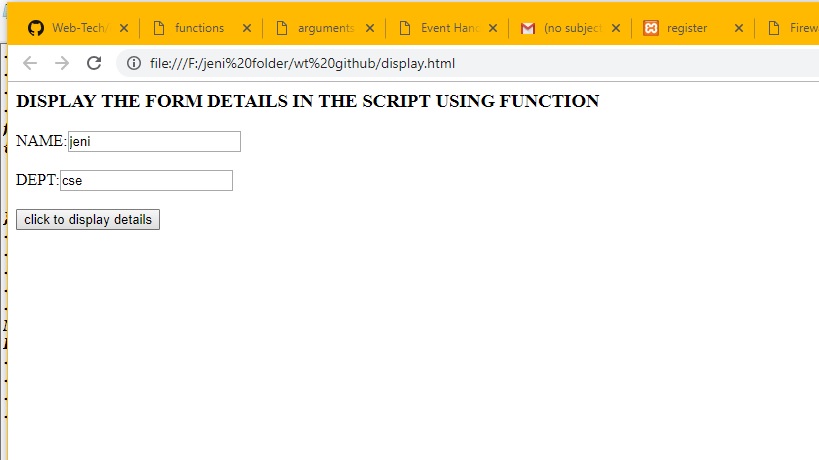 Web-Tech/ functions arguments Event Hand (no subject register Firew
file:///F:/jeni%20folder/wt%20github/display.html
DISPLAY THE FORM DETAILS IN THE SCRIPT USING FUNCTION
NAME:jeni
DEPT:cse
click to display details